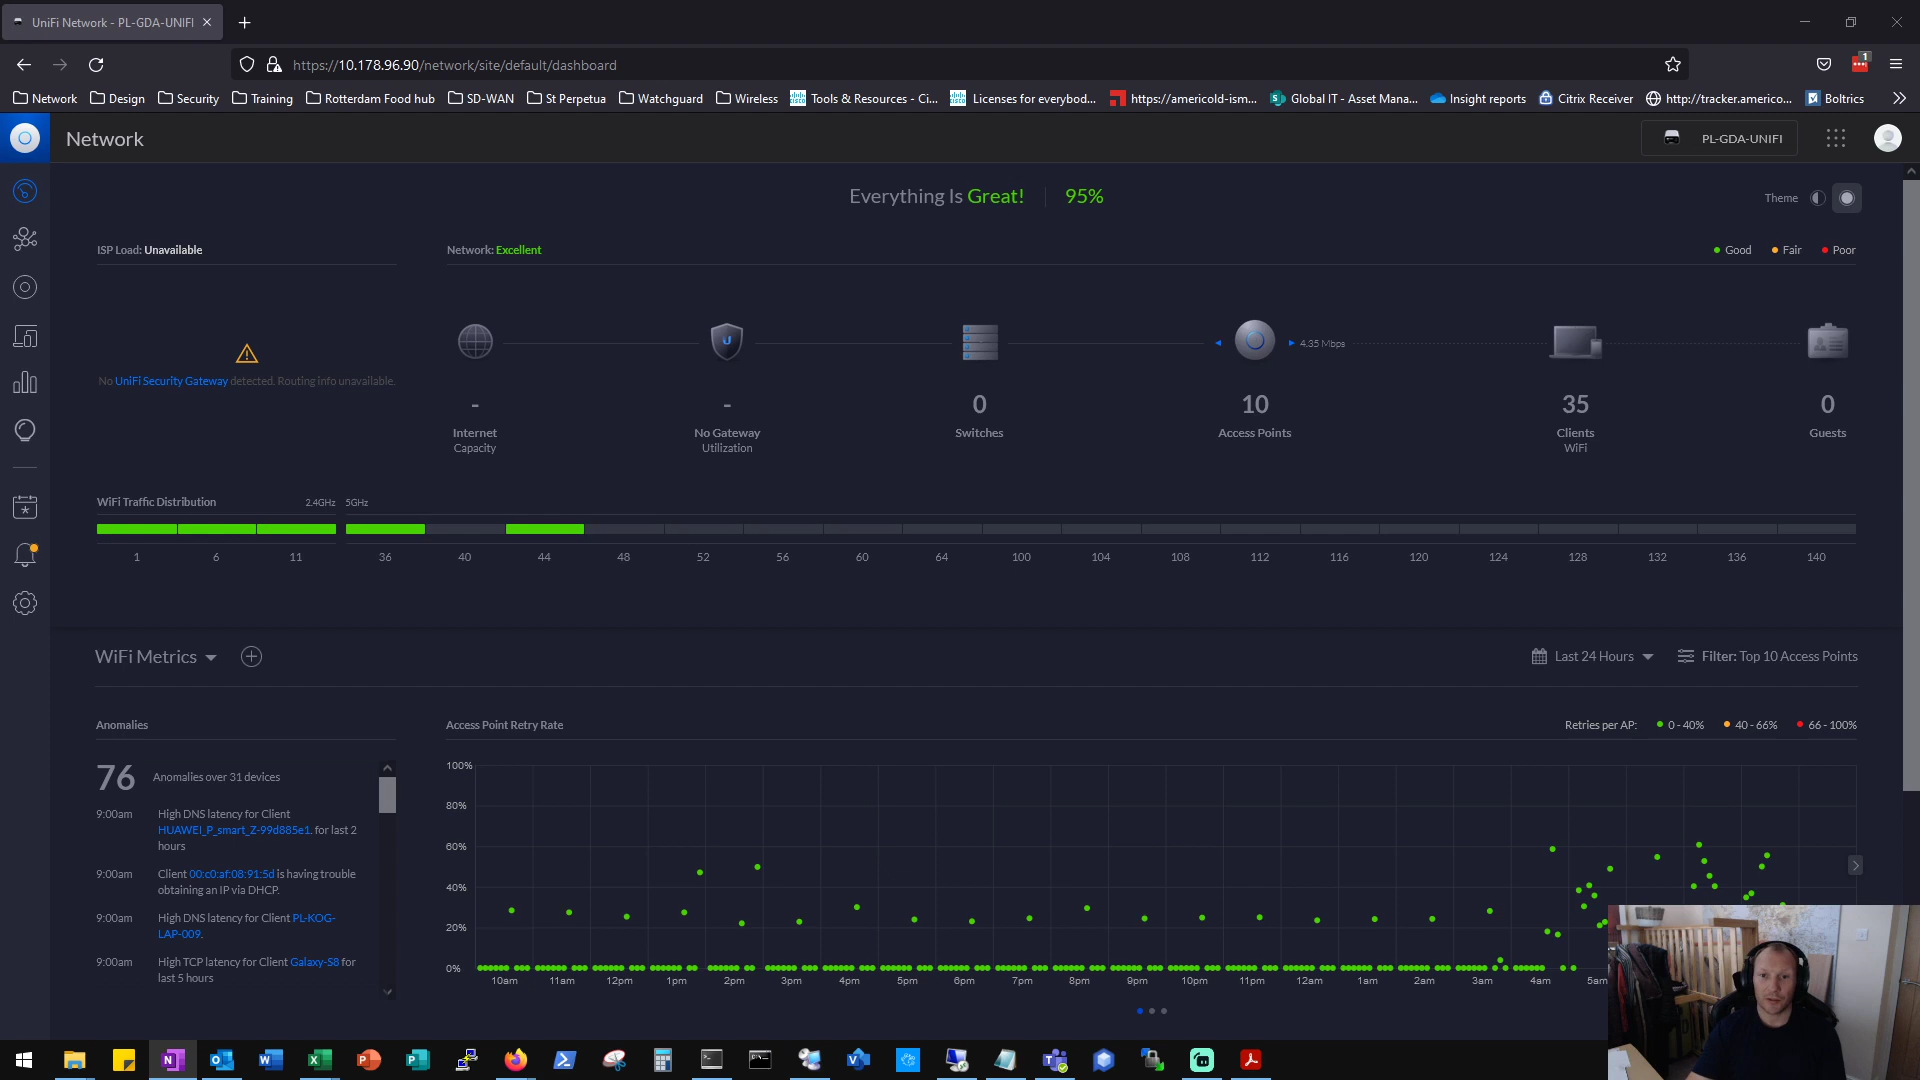 UniFi Network - PL-GDA-UNIFI
https://10.178.96.90/network/site/default/dashboard
1
Network
Design
Security
Training
Rotterdam Food hub
SD-WAN
St Perpetua
Watchguard
Wireless
Tools & Resources - Ci...
Licenses for everybod...
https://americold-ism...
Global IT - Asset Mana...
Insight reports
Citrix Receiver
http://tracker.americo...
Boltrics
Network
PL-GDA-UNIFI
Everything Is Great!
95%
Theme
ISP Load: Unavailable
Network: Excellent
Good
Fair
Poor
No UniFi Security Gateway detected. Routing info unavailable.
4.35 Mbps
- - 0 10 35 0
Internet No Gateway Switches Access Points Clients Guests
Capacity Utilization WiFi
WiFi Traffic Distribution
2.4GHz 5GHz
1 6 11 36 40 44 48 52 56 60 64 100 104 108 112 116 120 124 128 132 136 140
WiFi Metrics
Last 24 Hours
Filter: Top 10 Access Points
Anomalies
Access Point Retry Rate
Retries per AP:
0 - 40%
40 - 66%
66 - 100%
76 Anomalies over 31 devices
9:00am High DNS latency for Client
HUAWEI_P_smart_Z-99d885e1. for last 2
hours
9:00am Client 00:c0:af:08:91:5d is having trouble
obtaining an IP via DHCP.
9:00am High DNS latency for Client PL-KOG-
LAP-009.
9:00am High TCP latency for Client Galaxy-S8 for
last 5 hours
100%
80%
60%
40%
20%
0%
10am 11am 12pm 1pm 2pm 3pm 4pm 5pm 6pm 7pm 8pm 9pm 10pm 11pm 12am 1am 2am 3am 4am 5am